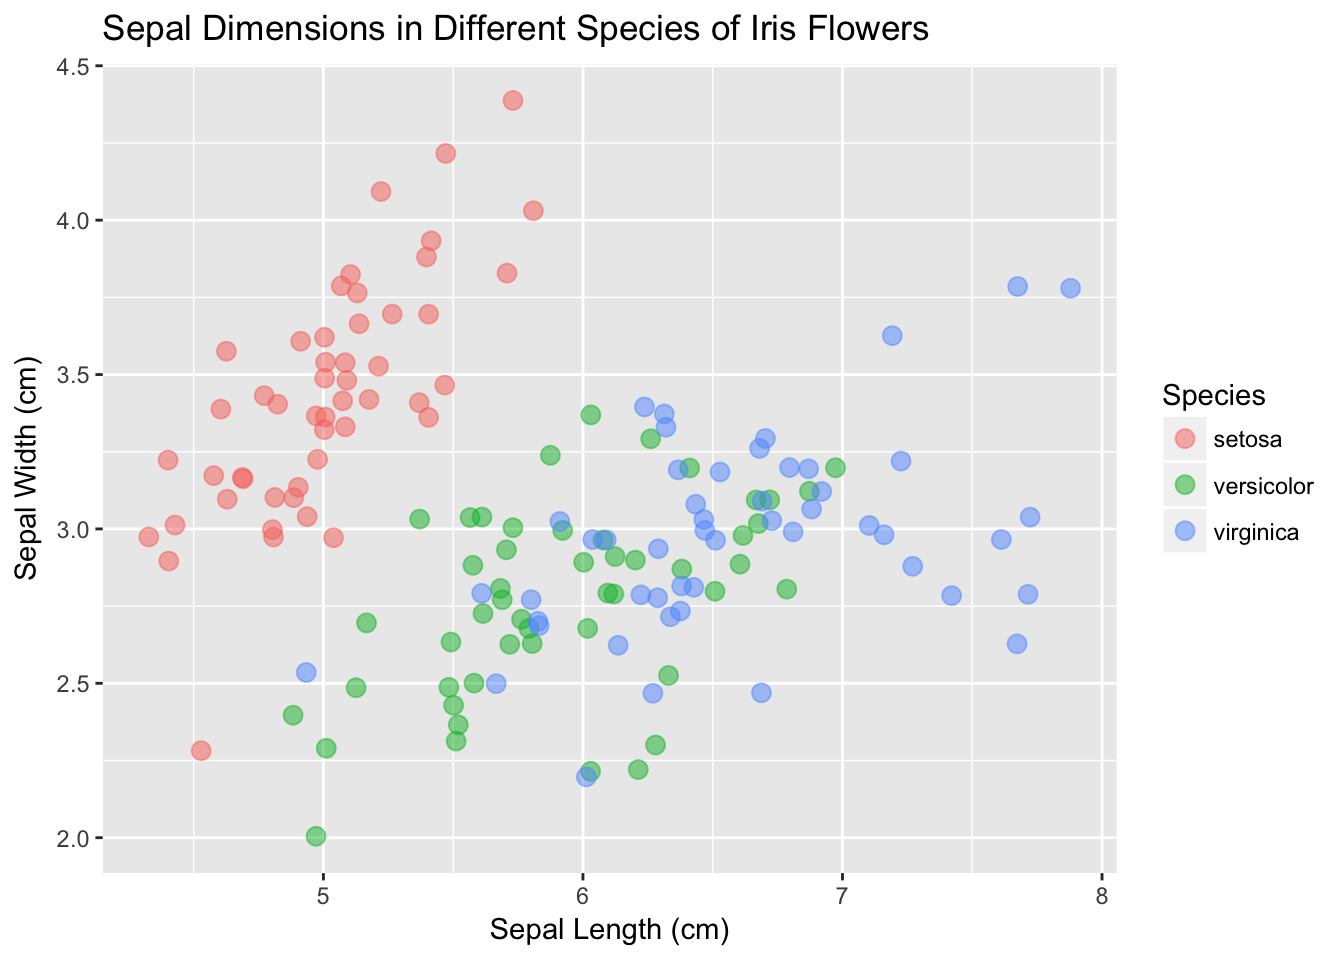 Sepal Dimensions in Different Species of Iris Flowers
4.5
4.0
3.5
3.0
2.5
2.0
Sepal Width (cm)
5 6 7 8
Sepal Length (cm)
Species
setosa
versicolor
virginica